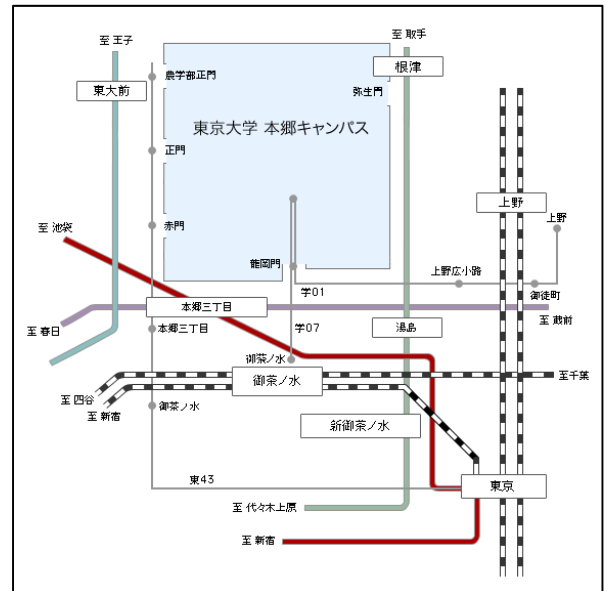 至 王子
至 取手
農学部正門
根津
東大前
弥生門
東京大学 本郷キャンパス
正門
上野
上野
赤門
至 池袋
龍岡門
上野広小路
学01
御徒町
本郷三丁目
至 蔵前
至 春日
本郷三丁目
学07
湯島
御茶ノ水
御茶ノ水
至千葉
至 四谷
至 新宿
御茶ノ水
新御茶ノ水
東43
東京
至 代々木上原
至 新宿